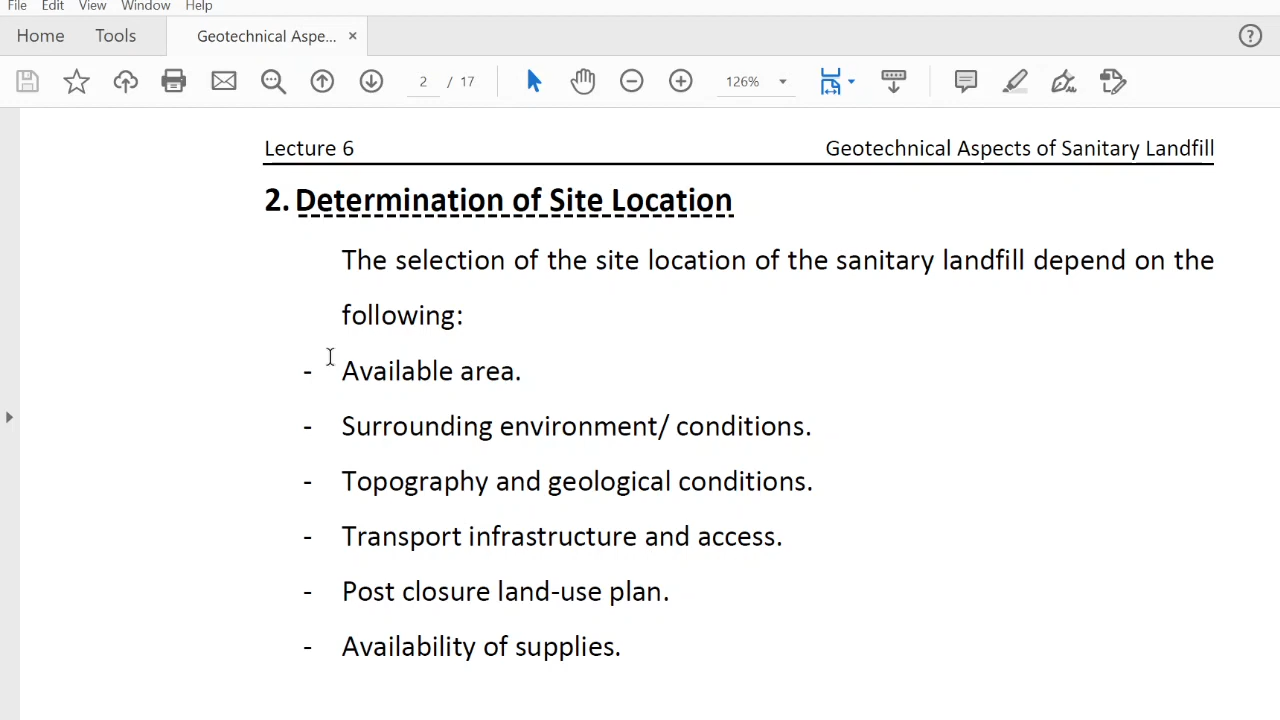 File Edit View Window Help
Home Tools Geotechnical Aspe... ×
2 / 17 126%
Lecture 6 Geotechnical Aspects of Sanitary Landfill
2. Determination of Site Location
The selection of the site location of the sanitary landfill depend on the
following:
- Available area.
- Surrounding environment/ conditions.
- Topography and geological conditions.
- Transport infrastructure and access.
- Post closure land-use plan.
- Availability of supplies.